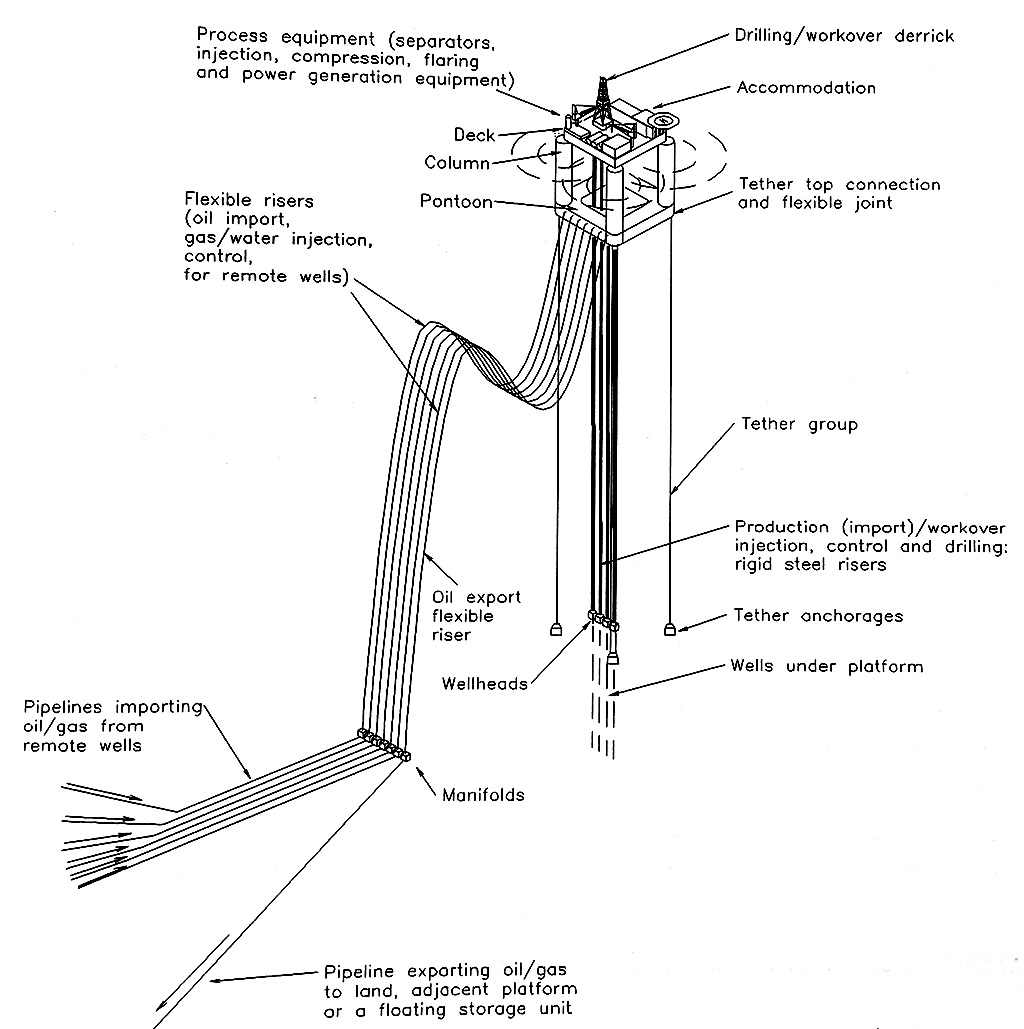 Process equipment (separators,
injection, compression, flaring
and power generation equipment)
Drilling/workover derrick
Accommodation
Deck
Column
Pontoon
Tether top connection
and flexible joint
Flexible risers
(oil import,
gas/water injection,
control,
for remote wells)
Tether group
Production (import)/workover
injection, control and drilling:
rigid steel risers
Oil export
flexible
riser
Tether anchorages
Wellheads
Wells under platform
Pipelines importing
oil/gas from
remote wells
Manifolds
Pipeline exporting oil/gas
to land, adjacent platform
or a floating storage unit